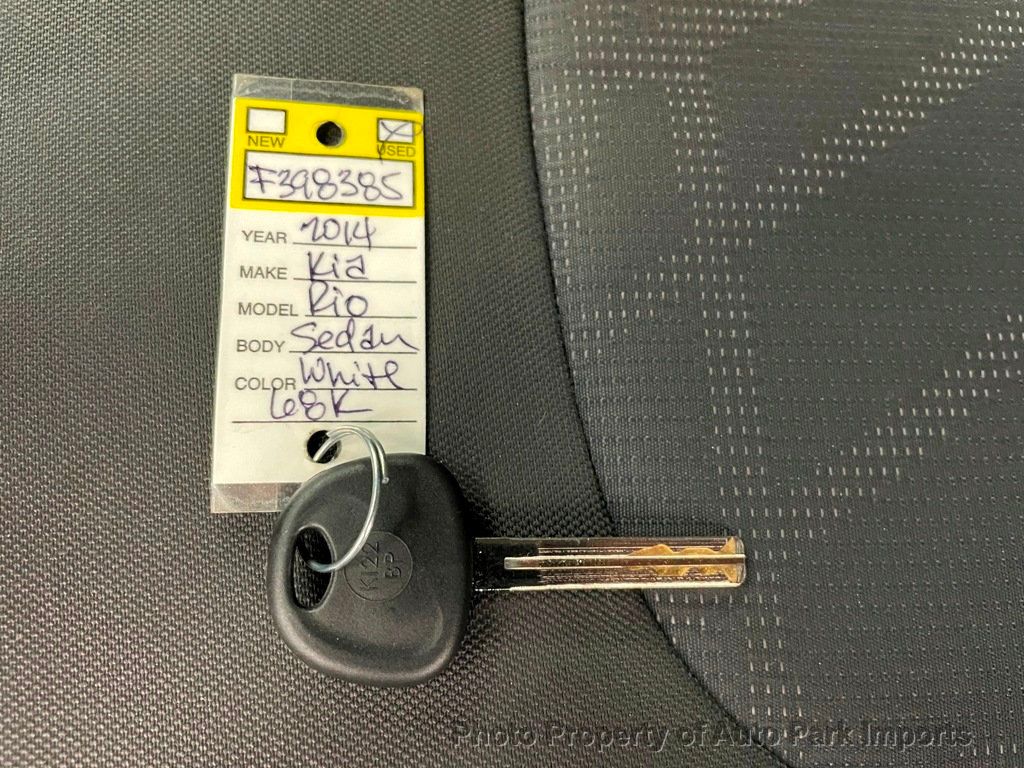 NEW USED
F398385
YEAR 2014
MAKE Kia
MODEL Rio
BODY Sedan
COLOR White
68K
KI22
BP
Photo Property of Auto Park Imports